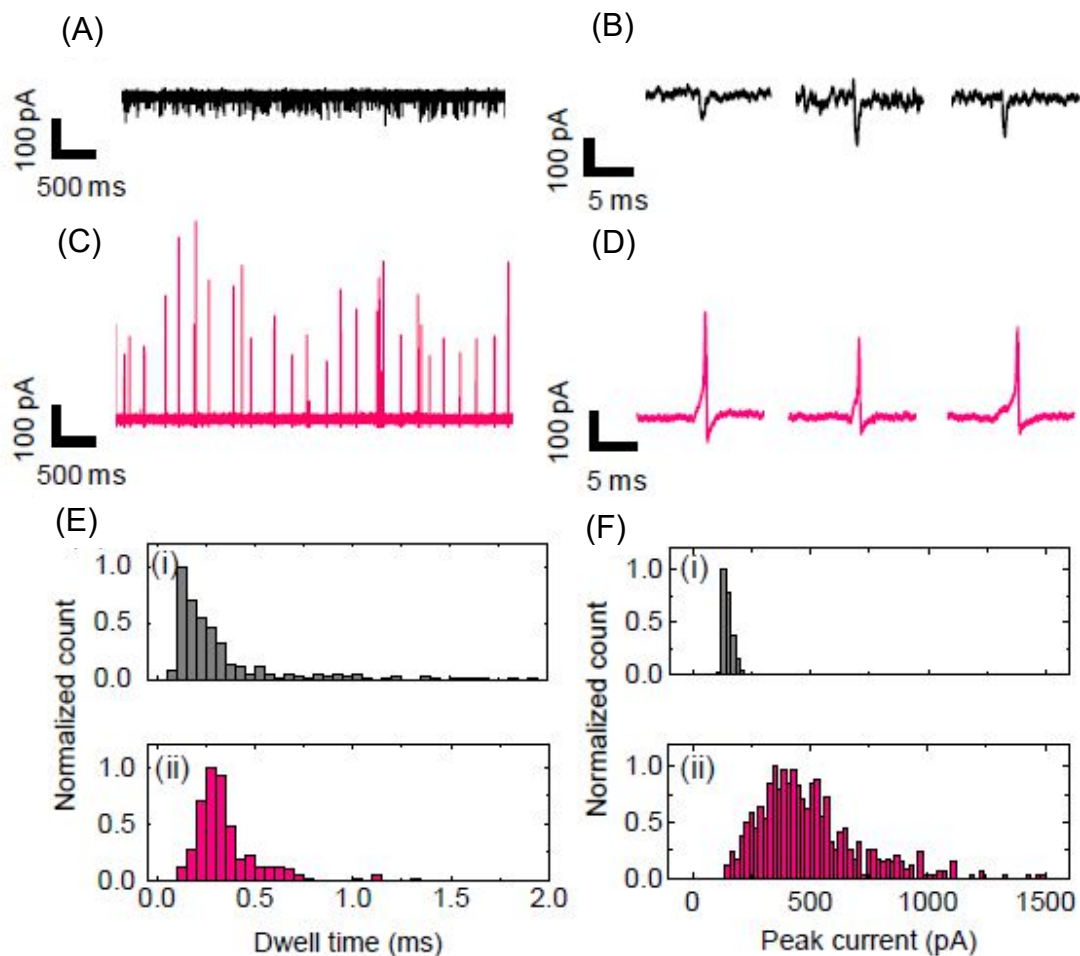 (A)
100 pA
500 ms
(B)
100 pA
5 ms
(C)
100 pA
500 ms
(D)
100 pA
5 ms
(E)
(i)
1.0
0.5
0.0
(ii)
1.0
0.5
0.0
Normalized count
0.0 0.5 1.0 1.5 2.0
Dwell time (ms)
(F)
(i)
1.0
0.5
0.0
(ii)
1.0
0.5
0.0
Normalized count
0 500 1000 1500
Peak current (pA)